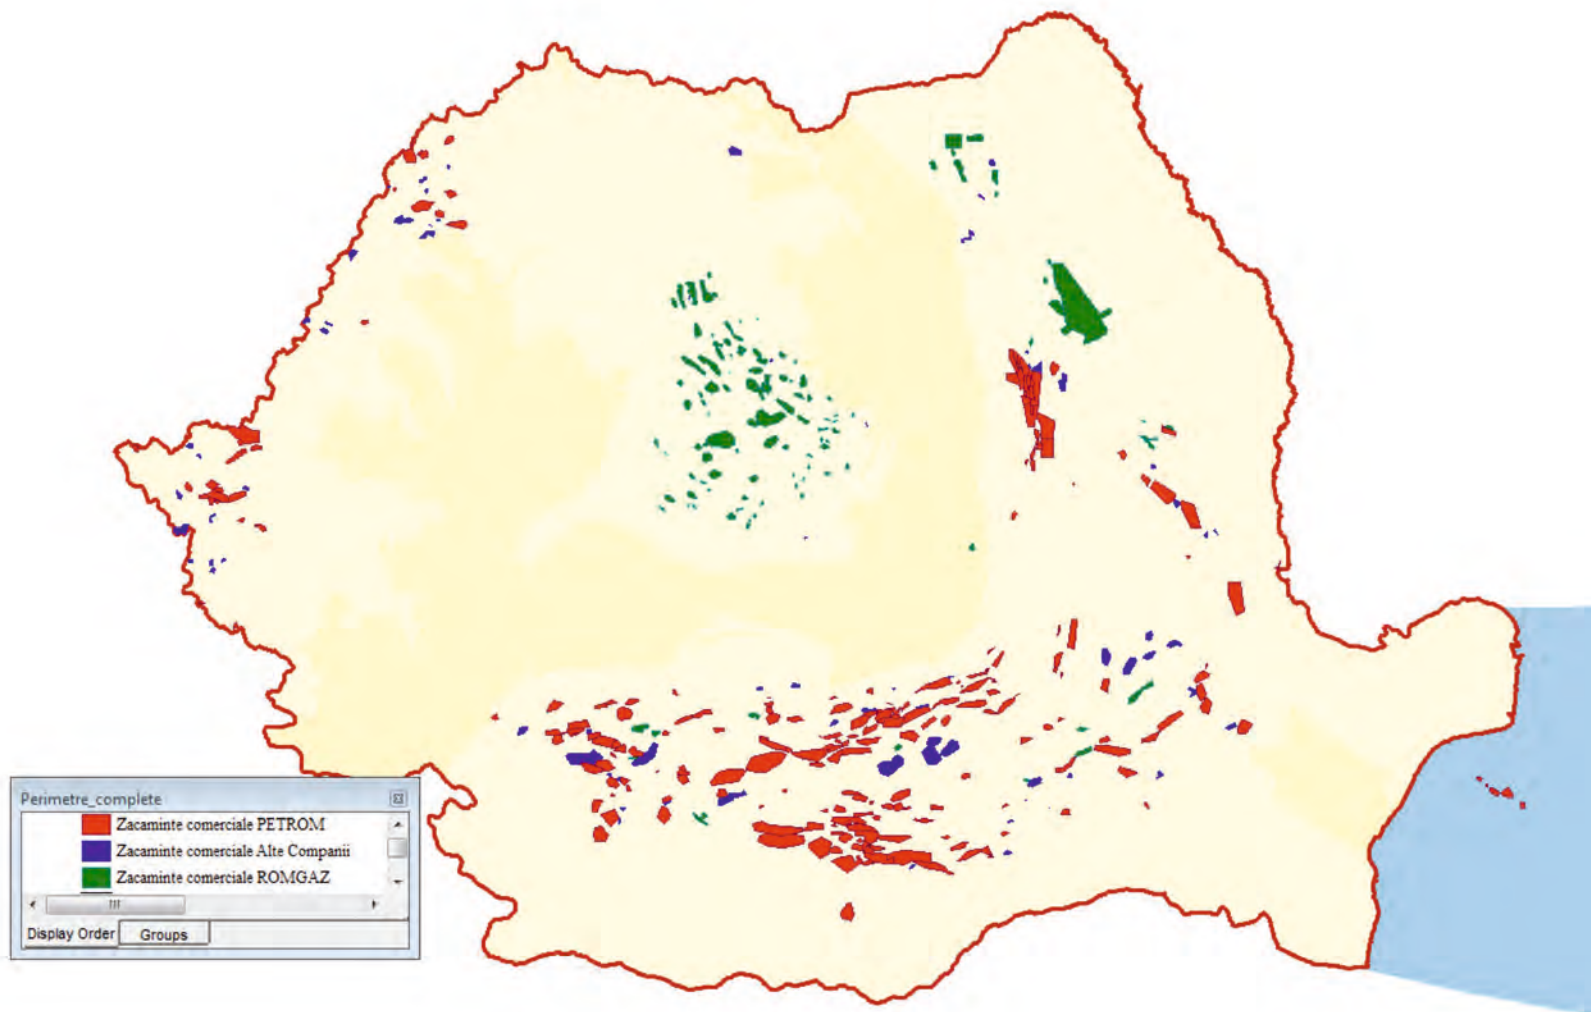 Perimetre_complete
Zacaminte comerciale PETROM
Zacaminte comerciale Alte Companii
Zacaminte comerciale ROMGAZ
Display Order Groups